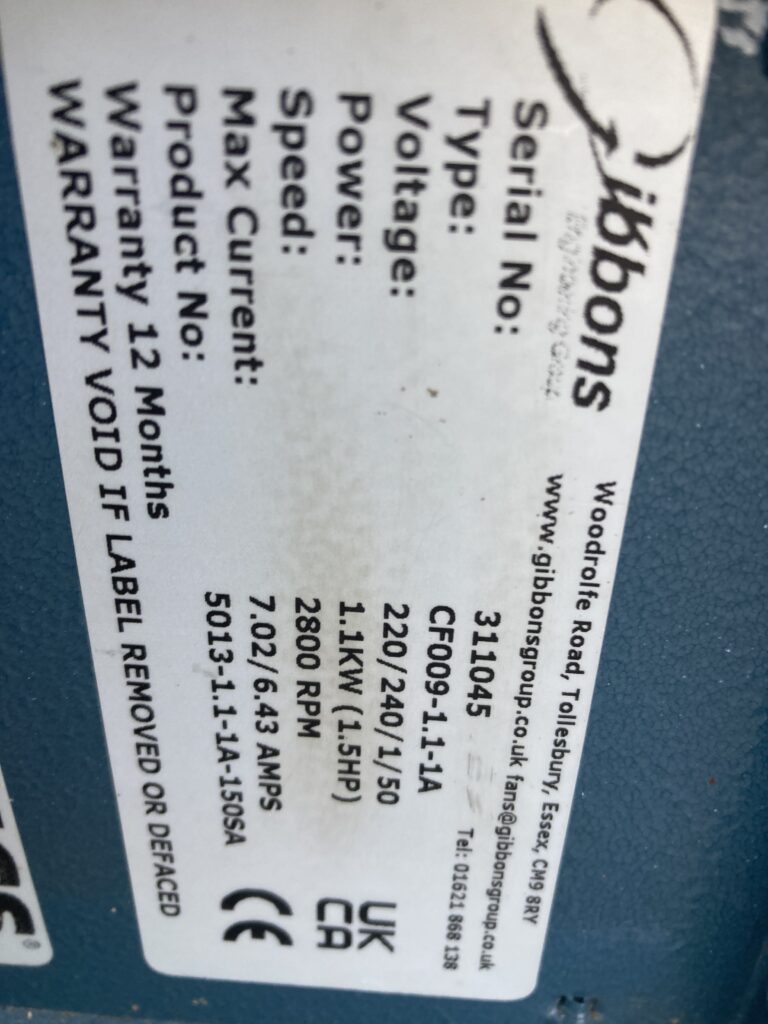 Gibbons
Engineering Group
Woodrolfe Road, Tollesbury, Essex, CM9 8RY
www.gibbonsgroup.co.uk fans@gibbonsgroup.co.uk
Tel: 01621 868 138
Serial No: 311045
Type: CF009-1.1-1A
Voltage: 220/240/1/50
Power: 1.1KW (1.5HP)
Speed: 2800 RPM
Max Current: 7.02/6.43 AMPS
Product No: 5013-1.1-1A-150SA
Warranty 12 Months
WARRANTY VOID IF LABEL REMOVED OR DEFACED
UK
CA
CE